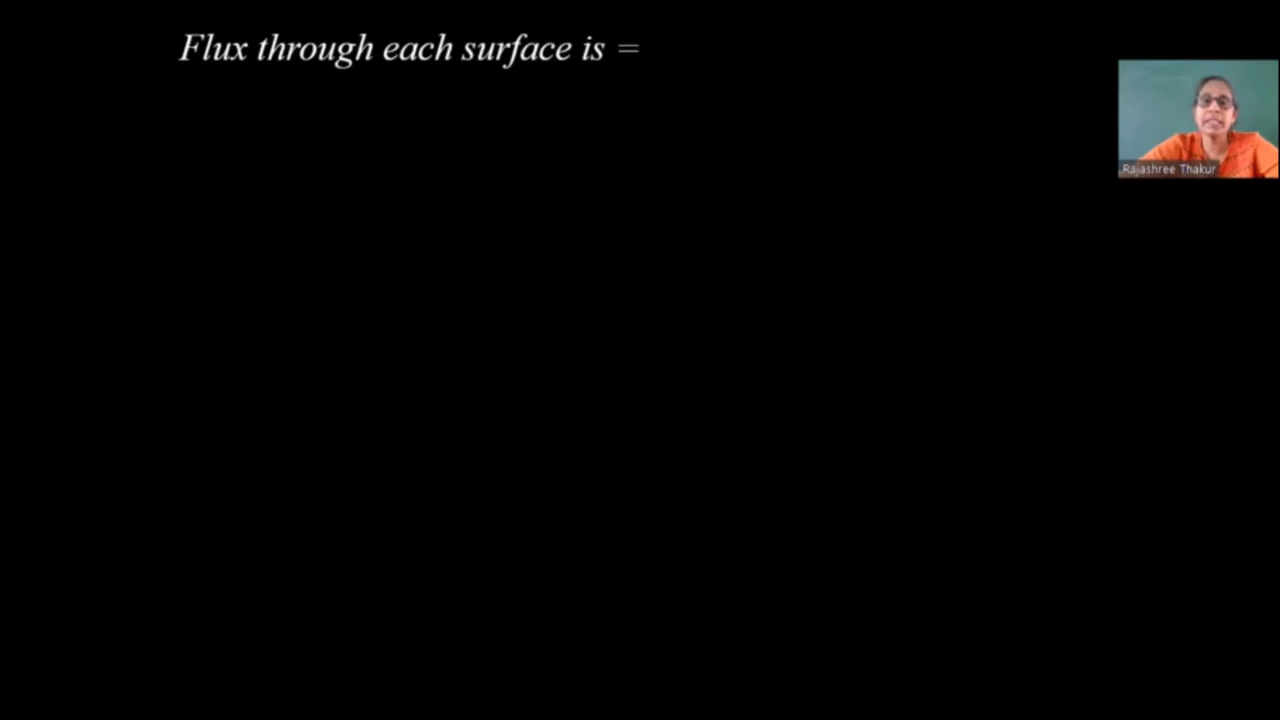 Flux through each surface is =
Rajashree Thakur